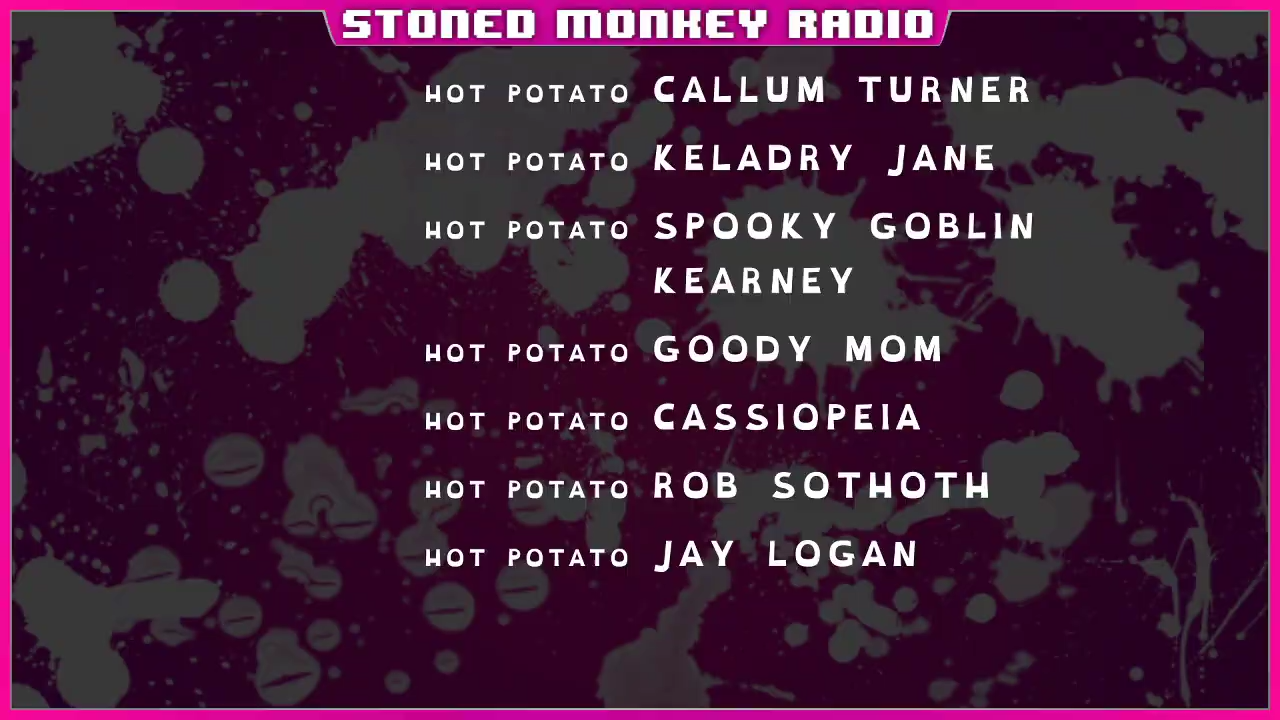 STONED MONKEY RADIO
HOT POTATO CALLUM TURNER
HOT POTATO KELADRY JANE
HOT POTATO SPOOKY GOBLIN
KEARNEY
HOT POTATO GOODY MOM
HOT POTATO CASSIOPEIA
HOT POTATO ROB SOTHOTH
HOT POTATO JAY LOGAN